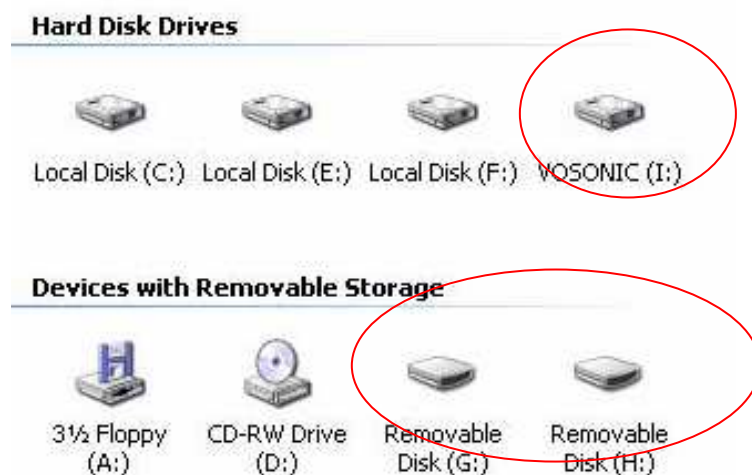 Hard Disk Drives
Local Disk (C:) Local Disk (E:) Local Disk (F:) VOSONIC (I:)
Devices with Removable Storage
3½ Floppy (A:)
CD-RW Drive (D:)
Removable Disk (G:)
Removable Disk (H:)